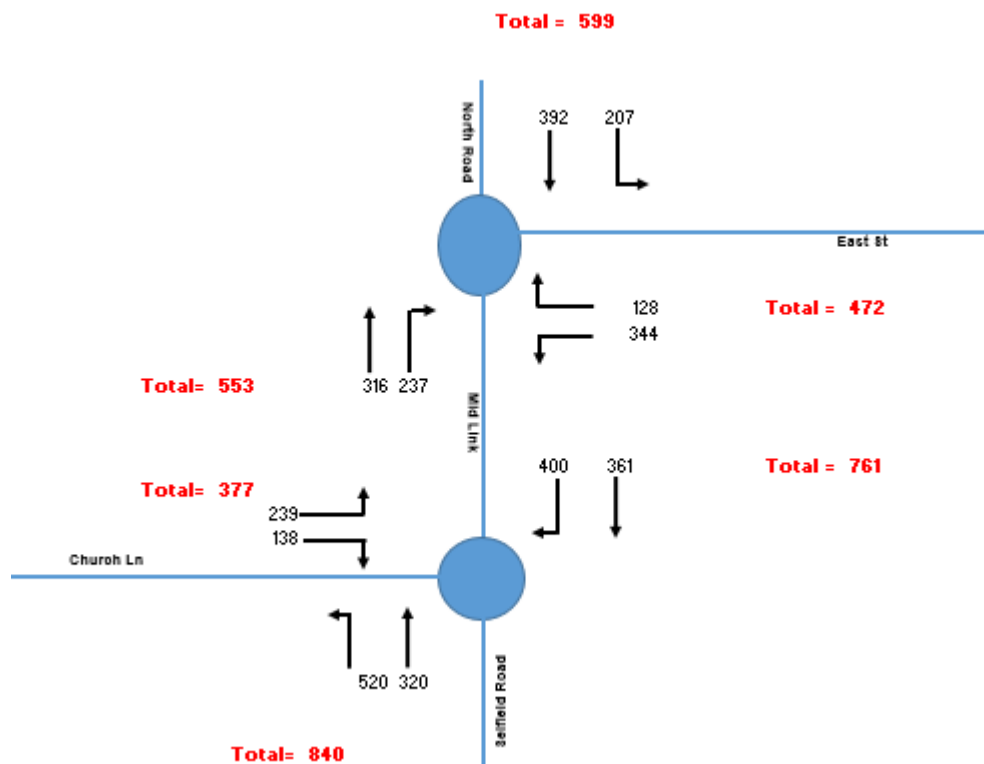 Total = 599
North Road
392 207
East St
128
Total = 472
344
Total= 553
316 237
Mid Link
400 361
Total = 761
Total= 377
239
138
Churoh Ln
520 320
Selfield Road
Total= 840